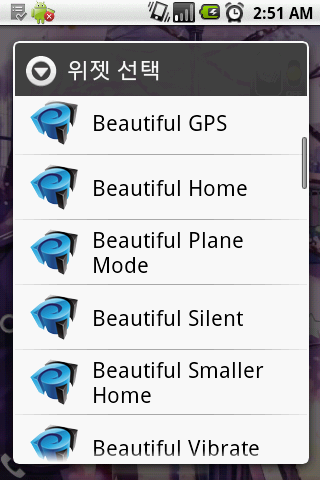 2:51 AM
위젯 선택
Beautiful GPS
Beautiful Home
Beautiful Plane
Mode
Beautiful Silent
Beautiful Smaller
Home
Beautiful Vibrate